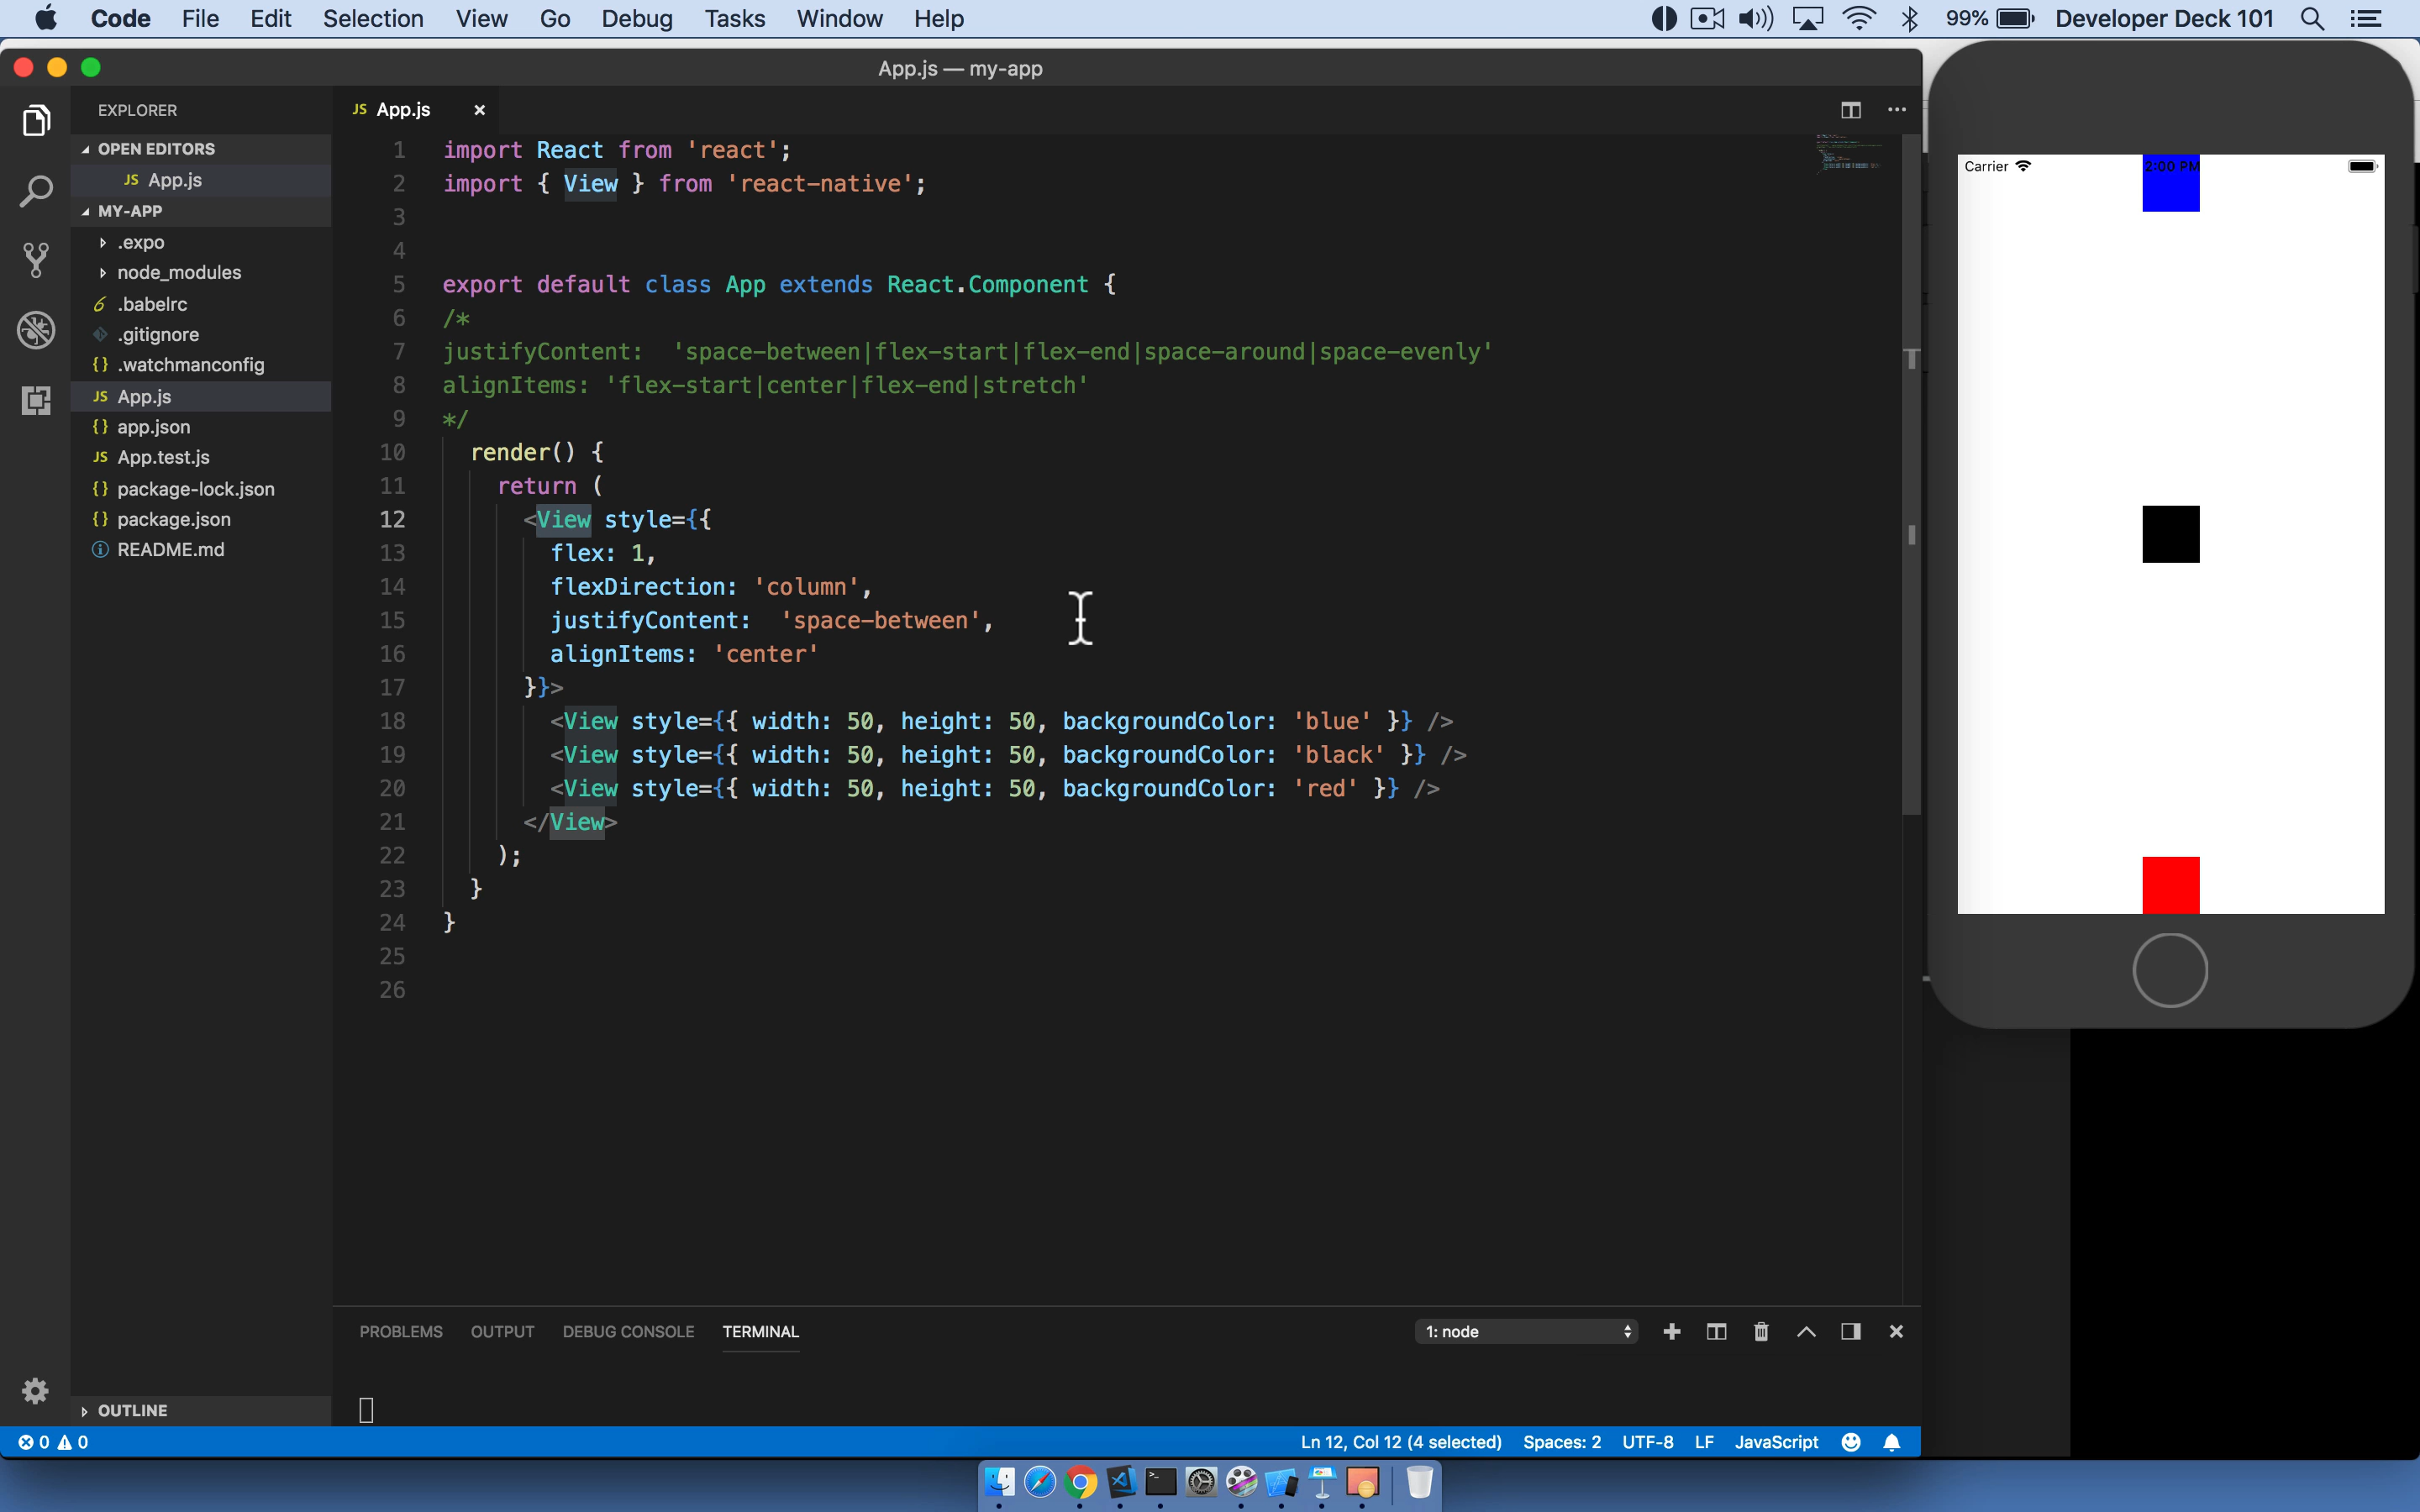 Code File Edit Selection View Go Debug Tasks Window Help 99% Developer Deck 101
App.js — my-app
EXPLORER
OPEN EDITORS
JS App.js
MY-APP
.expo
node_modules
.babelrc
.gitignore
{} .watchmanconfig
JS App.js
{} app.json
JS App.test.js
{} package-lock.json
{} package.json
README.md
OUTLINE
JS App.js
1 import React from 'react';
2 import { View } from 'react-native';
3
4
5 export default class App extends React.Component {
6 /*
7 justifyContent:  'space-between|flex-start|flex-end|space-around|space-evenly'
8 alignItems: 'flex-start|center|flex-end|stretch'
9 */
10   render() {
11     return (
12       <View style={{
13         flex: 1,
14         flexDirection: 'column',
15         justifyContent:  'space-between',
16         alignItems: 'center'
17       }}>
18         <View style={{ width: 50, height: 50, backgroundColor: 'blue' }} />
19         <View style={{ width: 50, height: 50, backgroundColor: 'black' }} />
20         <View style={{ width: 50, height: 50, backgroundColor: 'red' }} />
21       </View>
22     );
23   }
24 }
25
26
PROBLEMS OUTPUT DEBUG CONSOLE TERMINAL 1: node
0 0 Ln 12, Col 12 (4 selected) Spaces: 2 UTF-8 LF JavaScript
Carrier 2:00 PM